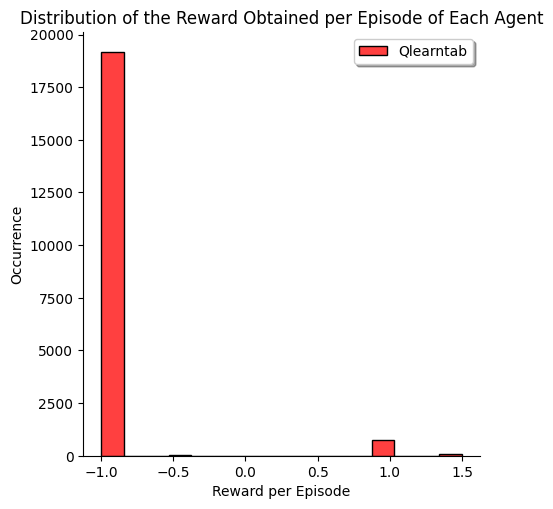 Distribution of the Reward Obtained per Episode of Each Agent
Qlearntab
20000
17500
15000
12500
10000
7500
5000
2500
0
Occurrence
−1.0 −0.5 0.0 0.5 1.0 1.5
Reward per Episode